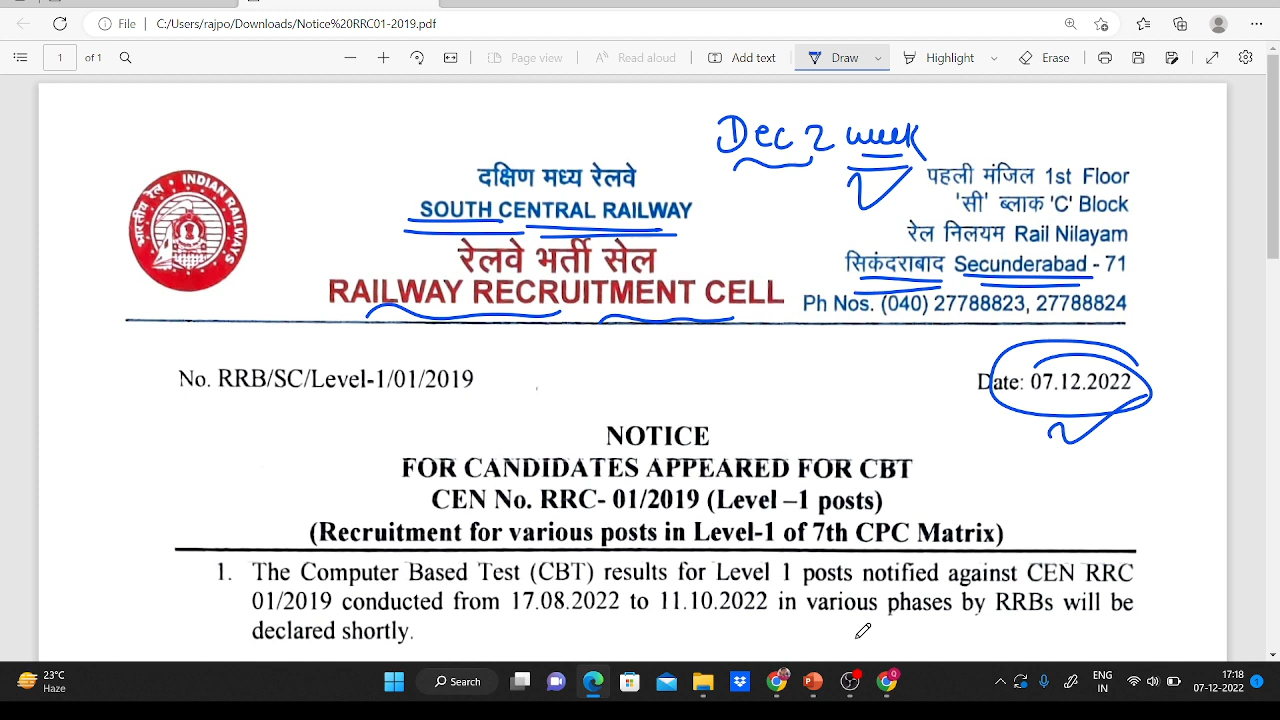 File C:/Users/rajpo/Downloads/Notice%20RRC01-2019.pdf
1 of 1 Page view Read aloud Add text Draw Highlight Erase
Dec 2 week
भारतीय रेल • INDIAN RAILWAYS
दक्षिण मध्य रेलवे
SOUTH CENTRAL RAILWAY
रेलवे भर्ती सेल
RAILWAY RECRUITMENT CELL
पहली मंजिल 1st Floor
'सी' ब्लाक 'C' Block
रेल निलयम Rail Nilayam
सिकंदराबाद Secunderabad - 71
Ph Nos. (040) 27788823, 27788824
No. RRB/SC/Level-1/01/2019 Date: 07.12.2022
NOTICE
FOR CANDIDATES APPEARED FOR CBT
CEN No. RRC- 01/2019 (Level –1 posts)
(Recruitment for various posts in Level-1 of 7th CPC Matrix)
1. The Computer Based Test (CBT) results for Level 1 posts notified against CEN RRC
01/2019 conducted from 17.08.2022 to 11.10.2022 in various phases by RRBs will be
declared shortly.
23°C Search ENG 17:18
Haze IN 07-12-2022